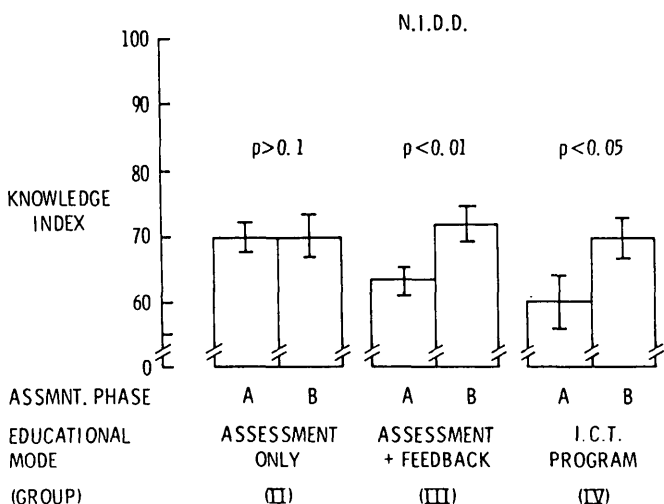 N.I.D.D.
100
90
80
70
60
0
KNOWLEDGE
INDEX
p>0.1 p<0.01 p<0.05
ASSMNT. PHASE A B A B A B
EDUCATIONAL ASSESSMENT ASSESSMENT I.C.T.
MODE ONLY + FEEDBACK PROGRAM
(GROUP) (II) (III) (IV)